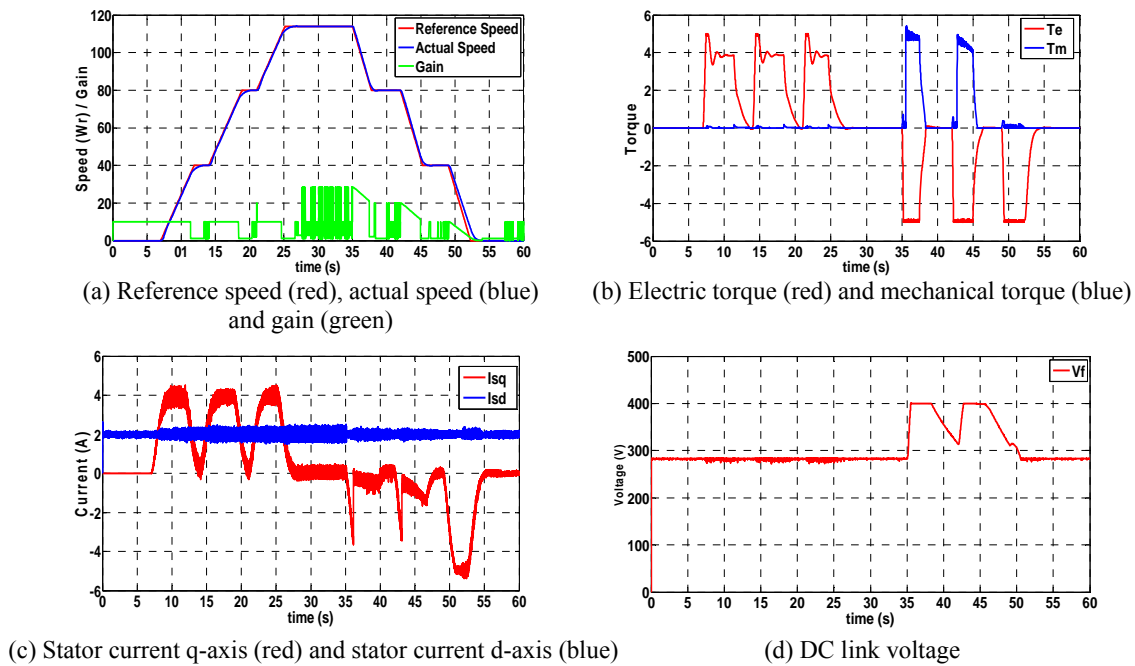 120
100
80
60
40
20
0
Speed (Wr) / Gain
Reference Speed
Actual Speed
Gain
0 5 01 15 20 25 30 35 40 45 50 55 60
time (s)
(a) Reference speed (red), actual speed (blue)
and gain (green)
6
4
2
0
-2
-4
-6
Torque
Te
Tm
0 5 10 15 20 25 30 35 40 45 50 55 60
time (s)
(b) Electric torque (red) and mechanical torque (blue)
6
4
2
0
-2
-4
-6
Current (A)
Isq
Isd
0 5 10 15 20 25 30 35 40 45 50 55 60
time (s)
(c) Stator current q-axis (red) and stator current d-axis (blue)
500
400
300
200
100
0
Voltage (V)
Vf
0 5 10 15 20 25 30 35 40 45 50 55 60
time (s)
(d) DC link voltage